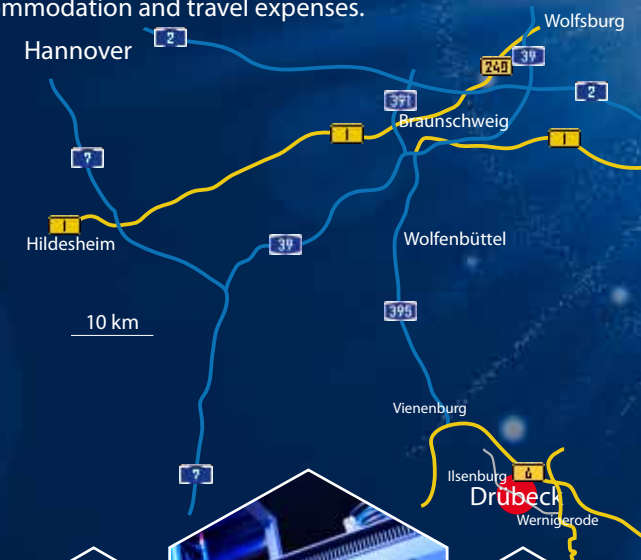 mmodation and travel expenses.
Wolfsburg
2
Hannover
39
240
2
391
Braunschweig
1
1
7
1
Hildesheim
39
Wolfenbüttel
10 km
395
Vienenburg
7
Ilsenburg
6
Drübeck
Wernigerode